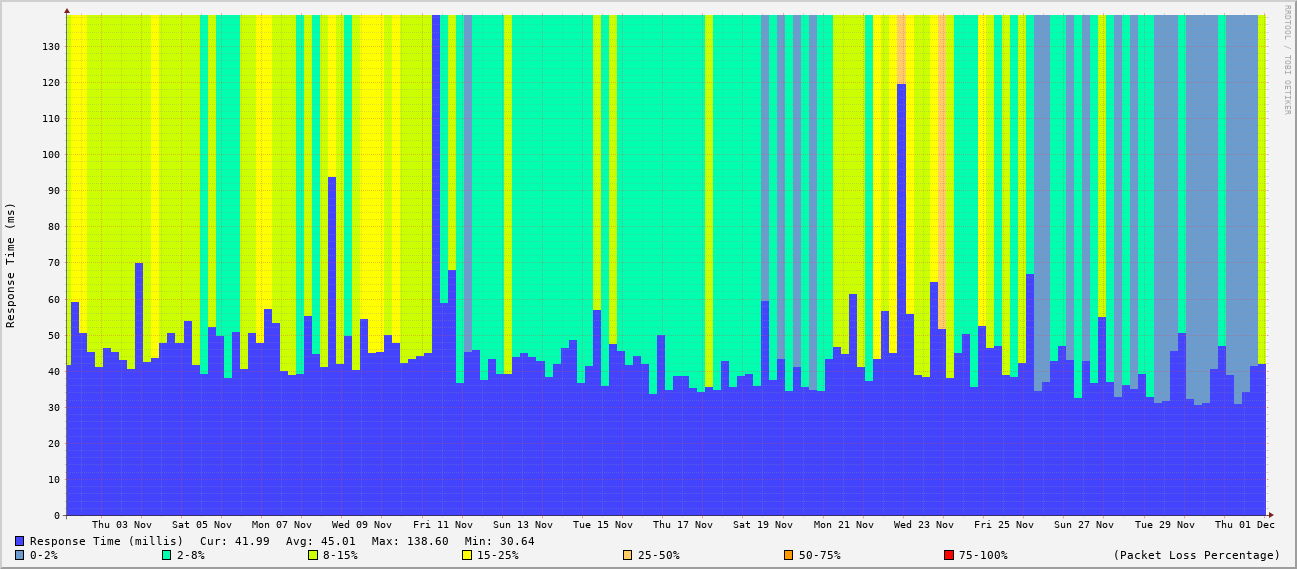 RRDTOOL / TOBI OETIKER
Response Time (ms)
130
120
110
100
90
80
70
60
50
40
30
20
10
0
Thu 03 Nov Sat 05 Nov Mon 07 Nov Wed 09 Nov Fri 11 Nov Sun 13 Nov Tue 15 Nov Thu 17 Nov Sat 19 Nov Mon 21 Nov Wed 23 Nov Fri 25 Nov Sun 27 Nov Tue 29 Nov Thu 01 Dec
Response Time (millis) Cur: 41.99 Avg: 45.01 Max: 138.60 Min: 30.64
0-2% 2-8% 8-15% 15-25% 25-50% 50-75% 75-100% (Packet Loss Percentage)